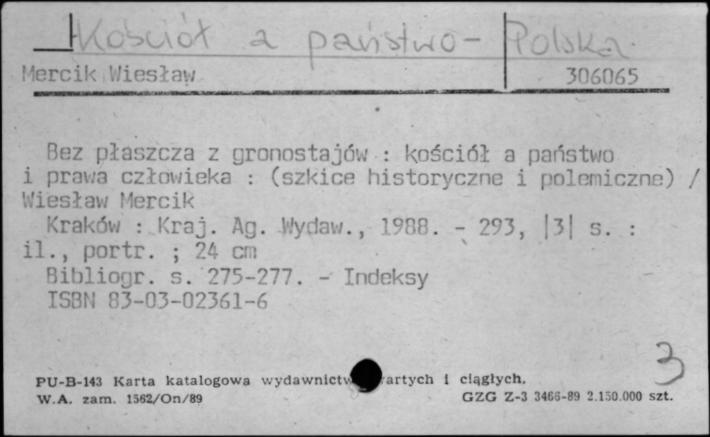 Kościół a państwo - Polska
Mercik Wiesław 306065
Bez płaszcza z gronostajów : kościół a państwo
i prawa człowieka : (szkice historyczne i polemiczne) /
Wiesław Mercik
Kraków : Kraj. Ag. Wydaw., 1988. - 293, |3| s. :
il., portr. ; 24 cm
Bibliogr. s. 275-277. - Indeksy
ISBN 83-03-02361-6
3
PU-B-143 Karta katalogowa wydawnictw zwartych i ciągłych.
W.A. zam. 1562/On/89 GZG Z-3 3466-89 2.150.000 szt.